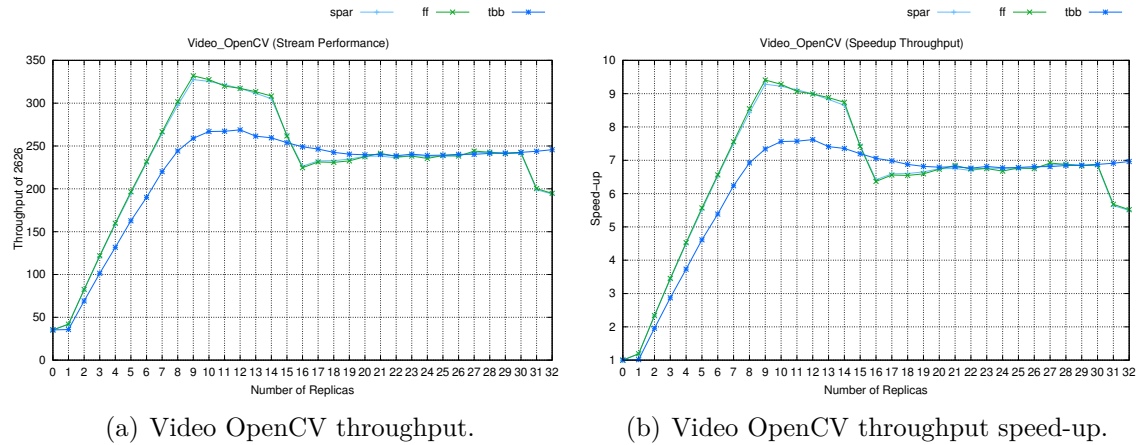 spar ff tbb
Video_OpenCV (Stream Performance)
350
300
250
200
150
100
50
0
Throughput of 2626
0 1 2 3 4 5 6 7 8 9 10 11 12 13 14 15 16 17 18 19 20 21 22 23 24 25 26 27 28 29 30 31 32
Number of Replicas
(a) Video OpenCV throughput.
spar ff tbb
Video_OpenCV (Speedup Throughput)
10
9
8
7
6
5
4
3
2
1
Speed-up
0 1 2 3 4 5 6 7 8 9 10 11 12 13 14 15 16 17 18 19 20 21 22 23 24 25 26 27 28 29 30 31 32
Number of Replicas
(b) Video OpenCV throughput speed-up.